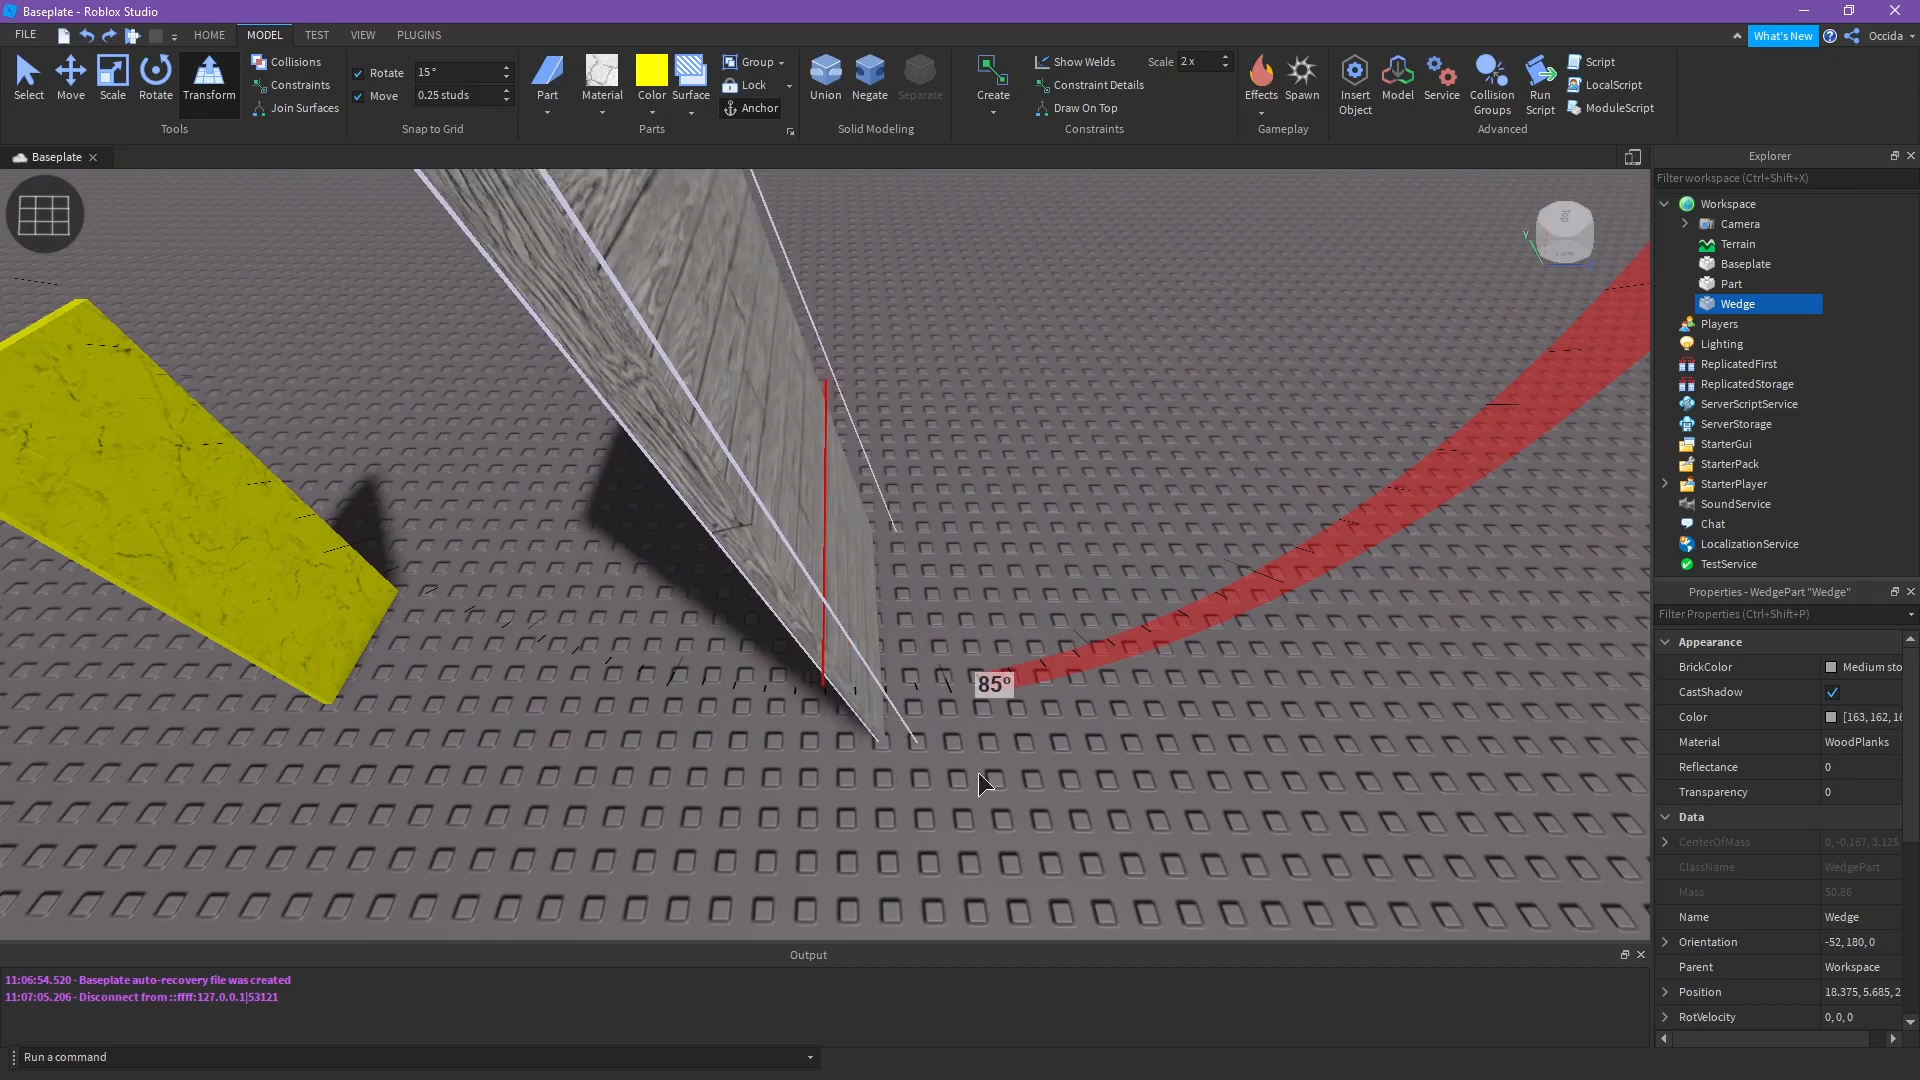 Baseplate - Roblox Studio
FILE HOME MODEL TEST VIEW PLUGINS What's New Occida
Select Move Scale Rotate Transform Collisions Constraints Join Surfaces
Tools
Rotate 15 °
Move 0.25 studs
Snap to Grid
Part Material Color Surface Group Lock Anchor
Parts
Union Negate Separate
Solid Modeling
Create Show Welds Constraint Details Draw On Top Scale 2 x
Constraints
Effects Spawn
Gameplay
Insert Object Model Service Collision Groups Run Script Script LocalScript ModuleScript
Advanced
Baseplate
Top
Y
85°
Explorer
Filter workspace (Ctrl+Shift+X)
Workspace
Camera
Terrain
Baseplate
Part
Wedge
Players
Lighting
ReplicatedFirst
ReplicatedStorage
ServerScriptService
ServerStorage
StarterGui
StarterPack
StarterPlayer
SoundService
Chat
LocalizationService
TestService
Properties - WedgePart "Wedge"
Filter Properties (Ctrl+Shift+P)
Appearance
BrickColor Medium sto
CastShadow
Color [163, 162, 16
Material WoodPlanks
Reflectance 0
Transparency 0
Data
CenterOfMass 0, -0.167, 3.125
ClassName WedgePart
Mass 50.86
Name Wedge
Orientation -52, 180, 0
Parent Workspace
Position 18.375, 5.685, 2
RotVelocity 0, 0, 0
Output
11:06:54.520 - Baseplate auto-recovery file was created
11:07:05.206 - Disconnect from ::ffff:127.0.0.1|53121
Run a command